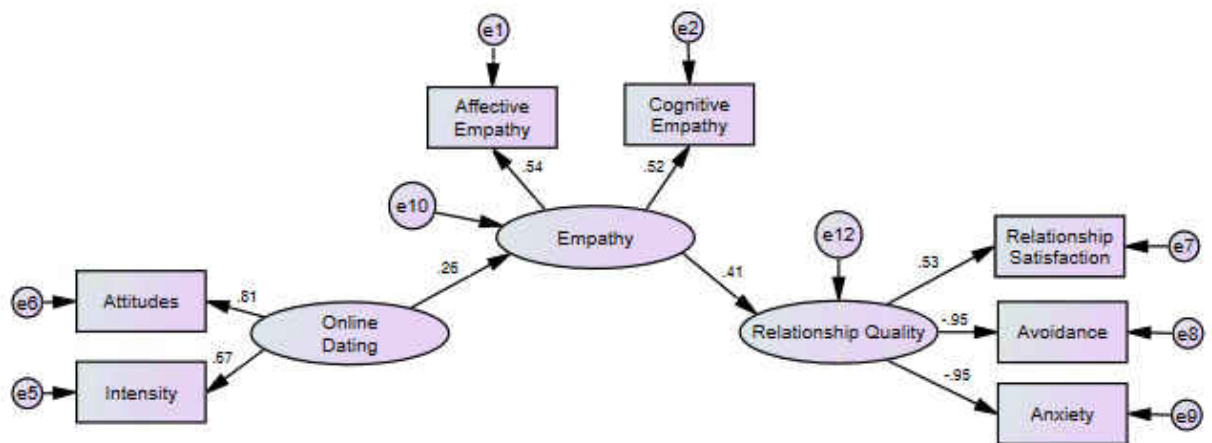 e1
e2
Affective
Empathy
Cognitive
Empathy
.54
.52
e10
Empathy
e12
Relationship
Satisfaction
e7
.26
.41
.53
e6
Attitudes
.81
Online
Dating
Relationship Quality
-.95
Avoidance
e8
.67
e5
Intensity
-.95
Anxiety
e9